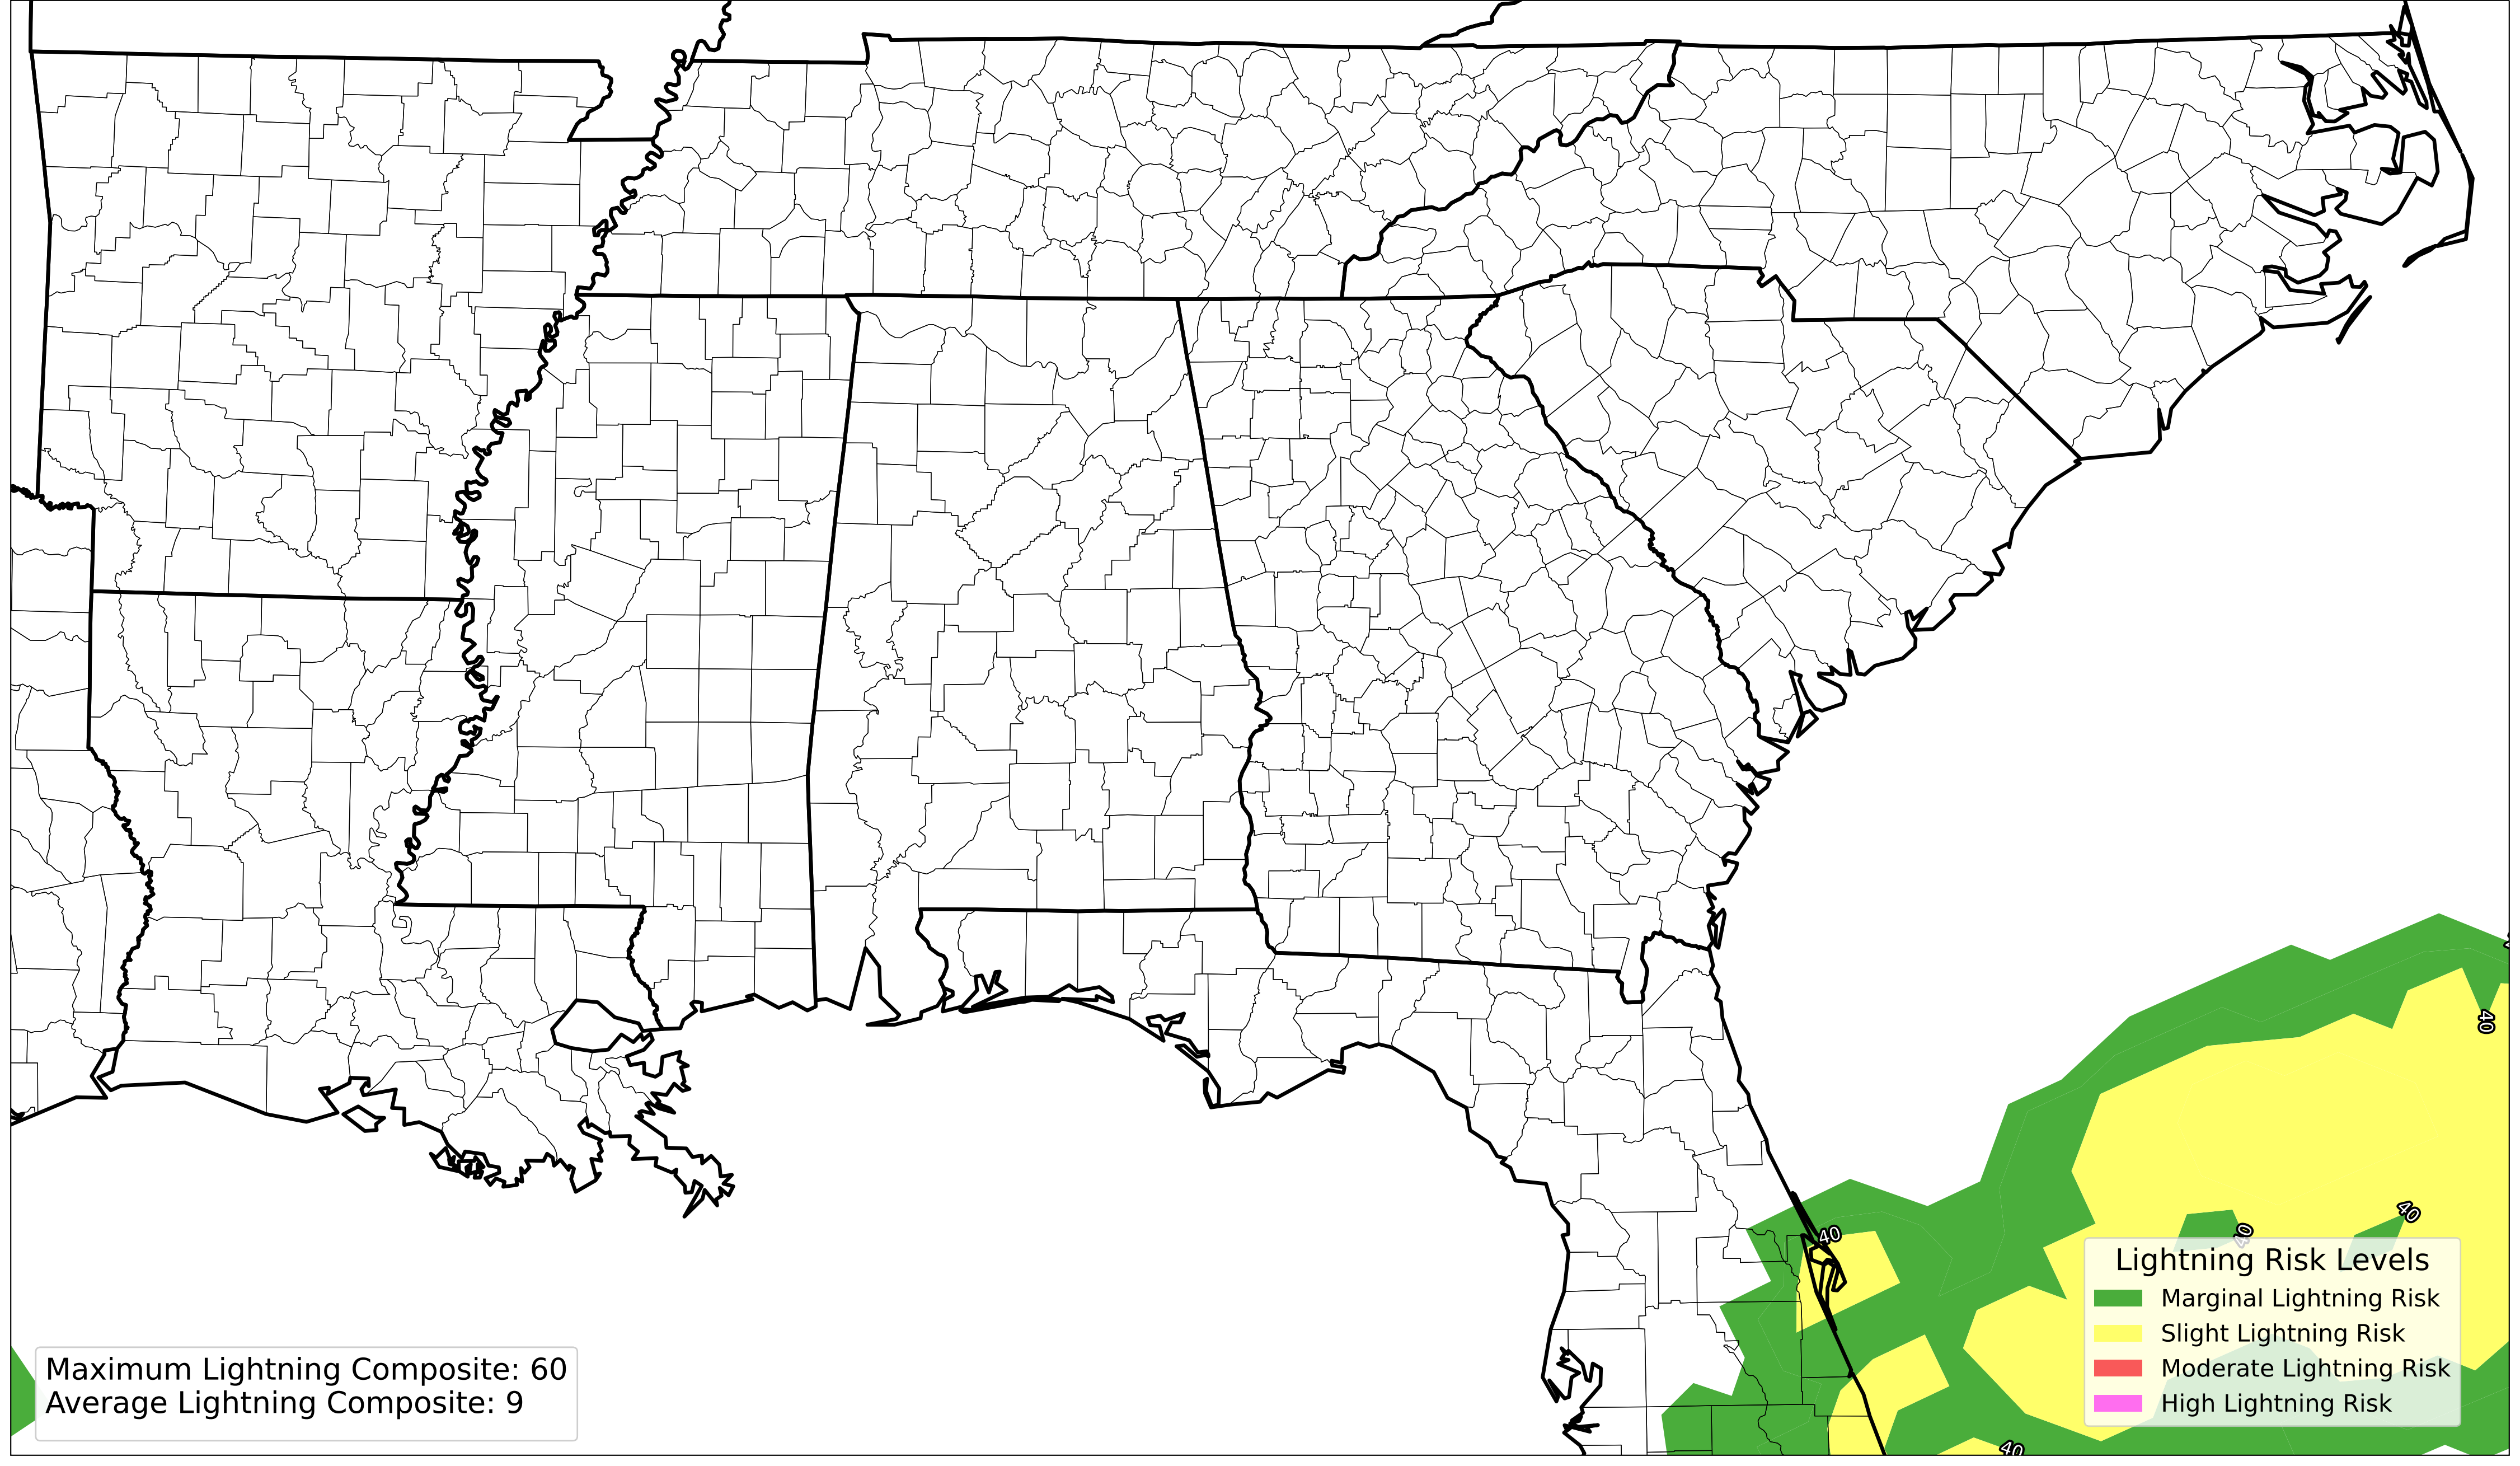 40
40
40
40
Lightning Risk Levels
Marginal Lightning Risk
Slight Lightning Risk
Moderate Lightning Risk
High Lightning Risk
Maximum Lightning Composite: 60
Average Lightning Composite: 9
40